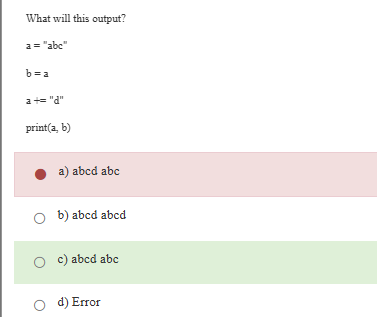 What will this output?
a = "abc"
b = a
a += "d"
print(a, b)
a) abcd abc
b) abcd abcd
c) abcd abc
d) Error